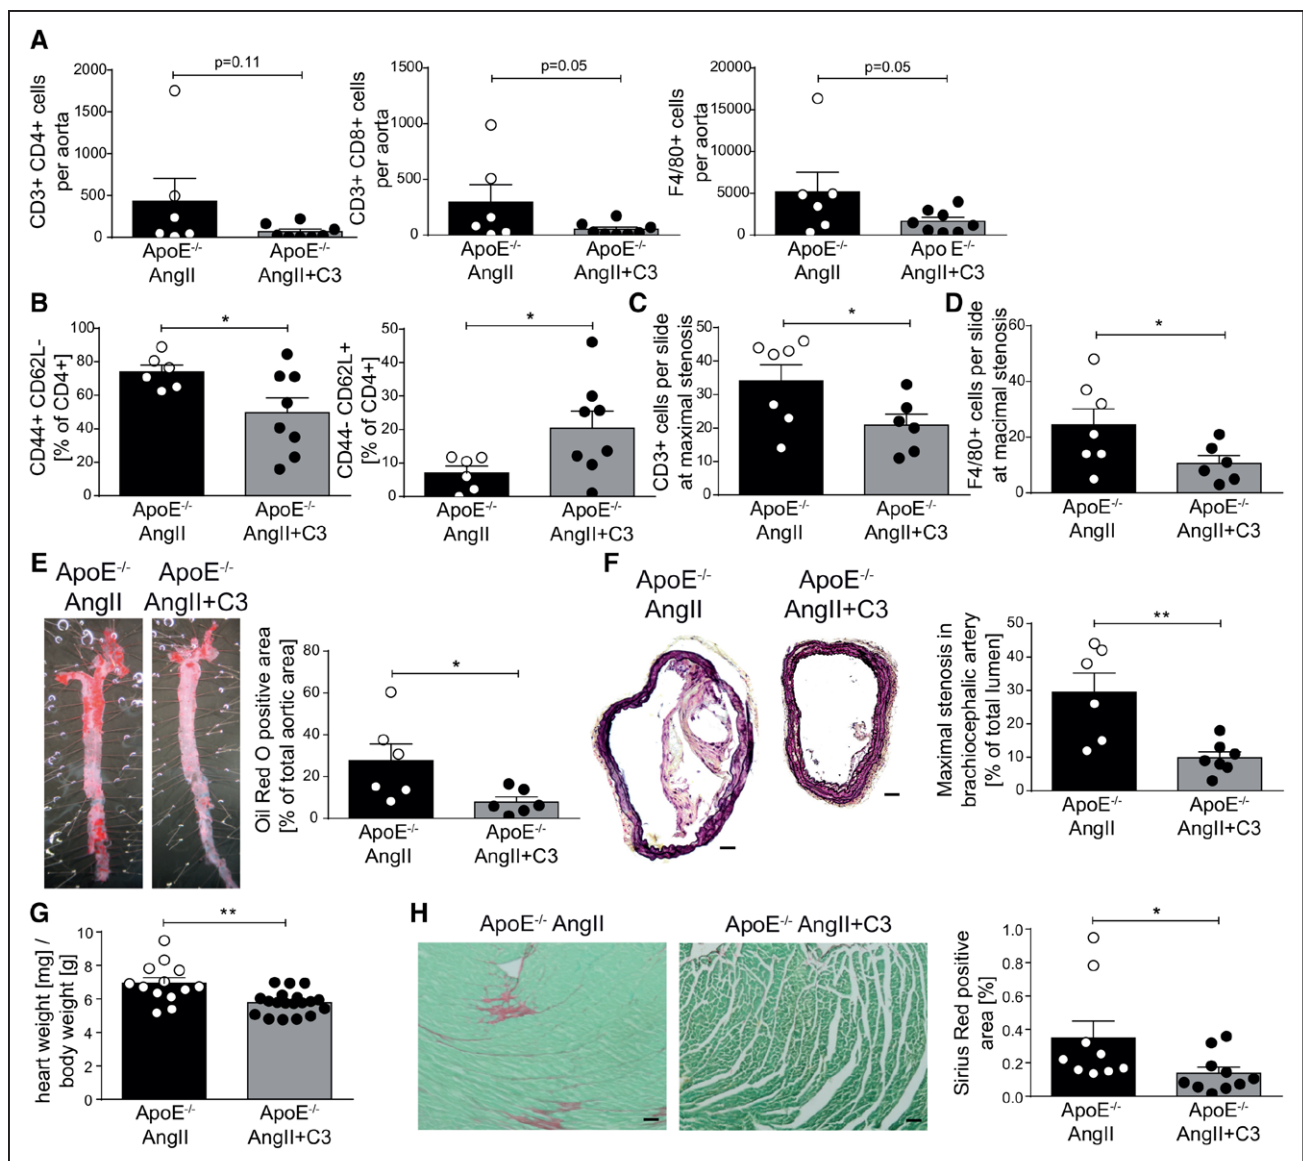 A
CD3+ CD4+ cells
per aorta
2000
1500
1000
500
0
p=0.11
ApoE-/-
AngII
ApoE-/-
AngII+C3
CD3+ CD8+ cells
per aorta
1500
1000
500
0
p=0.05
ApoE-/-
AngII
ApoE-/-
AngII+C3
F4/80+ cells
per aorta
20000
15000
10000
5000
0
p=0.05
ApoE-/-
AngII
Apo E-/-
AngII+C3
B
CD44+ CD62L-
[% of CD4+]
100
80
60
40
20
0
*
ApoE-/-
AngII
ApoE-/-
AngII+C3
CD44- CD62L+
[% of CD4+]
50
40
30
20
10
0
*
ApoE-/-
AngII
ApoE-/-
AngII+C3
C
CD3+ cells per slide
at maximal stenosis
50
40
30
20
10
0
*
ApoE-/-
AngII
ApoE-/-
AngII+C3
D
F4/80+ cells per slide
at macimal stenosis
60
40
20
0
*
ApoE-/-
AngII
ApoE-/-
AngII+C3
E
ApoE-/-
AngII
ApoE-/-
AngII+C3
Oil Red O positive area
[% of total aortic area]
80
60
40
20
0
*
ApoE-/-
AngII
ApoE-/-
AngII+C3
F
ApoE-/-
AngII
ApoE-/-
AngII+C3
Maximal stenosis in
brachiocephalic artery
[% of total lumen]
50
40
30
20
10
0
**
ApoE-/-
AngII
ApoE-/-
AngII+C3
G
heart weight [mg] /
body weight [g]
10
8
6
4
2
0
**
ApoE-/-
AngII
ApoE-/-
AngII+C3
H
ApoE-/- AngII
ApoE-/- AngII+C3
Sirius Red positive
area [%]
1.0
0.8
0.6
0.4
0.2
0.0
*
ApoE-/-
AngII
ApoE-/-
AngII+C3